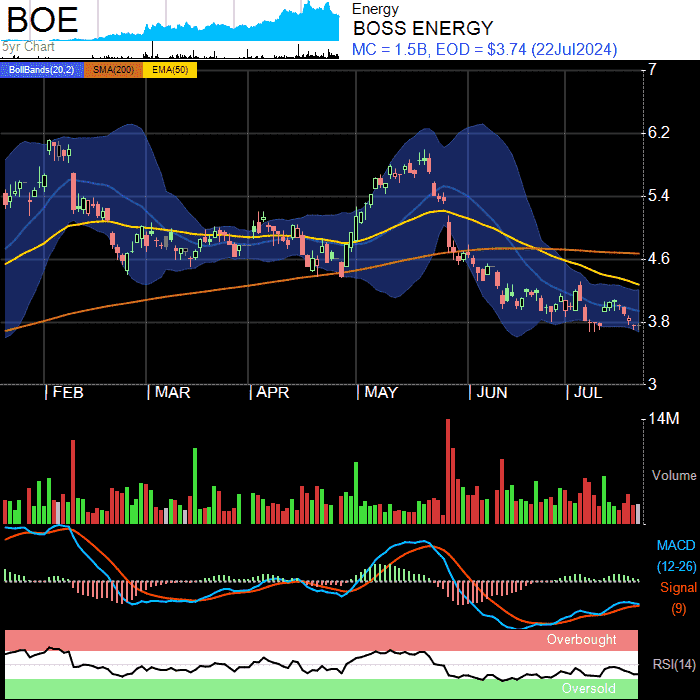 BOE
5yr Chart
Energy
BOSS ENERGY
MC = 1.5B, EOD = $3.74 (22Jul2024)
BollBands(20,2) SMA(200) EMA(50)
7
6.2
5.4
4.6
3.8
3
FEB MAR APR MAY JUN JUL
14M
Volume
MACD
(12-26)
Signal
(9)
Overbought
RSI(14)
Oversold